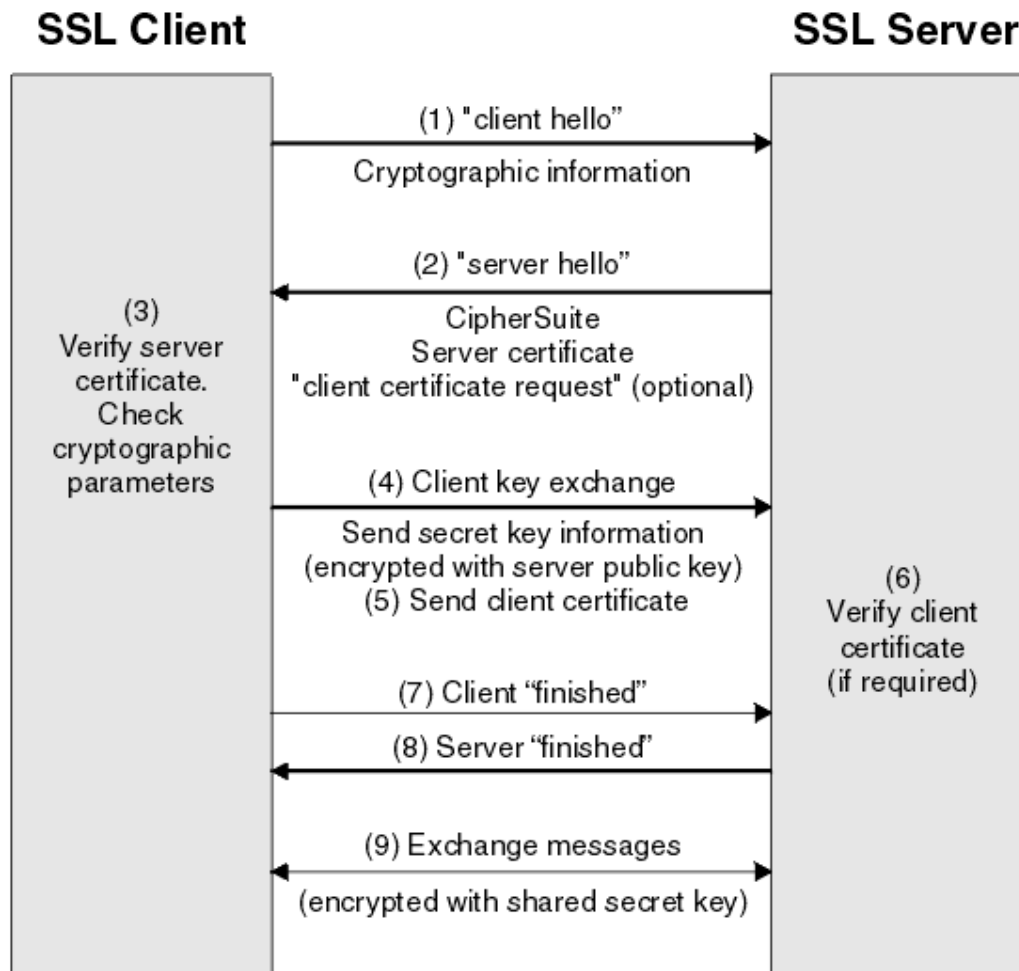 SSL Client
SSL Server
(1) "client hello”
Cryptographic information
(2) "server hello”
CipherSuite
Server certificate
"client certificate request" (optional)
(3)
Verify server
certificate.
Check
cryptographic
parameters
(4) Client key exchange
Send secret key information
(encrypted with server public key)
(5) Send client certificate
(6)
Verify client
certificate
(if required)
(7) Client “finished”
(8) Server “finished”
(9) Exchange messages
(encrypted with shared secret key)